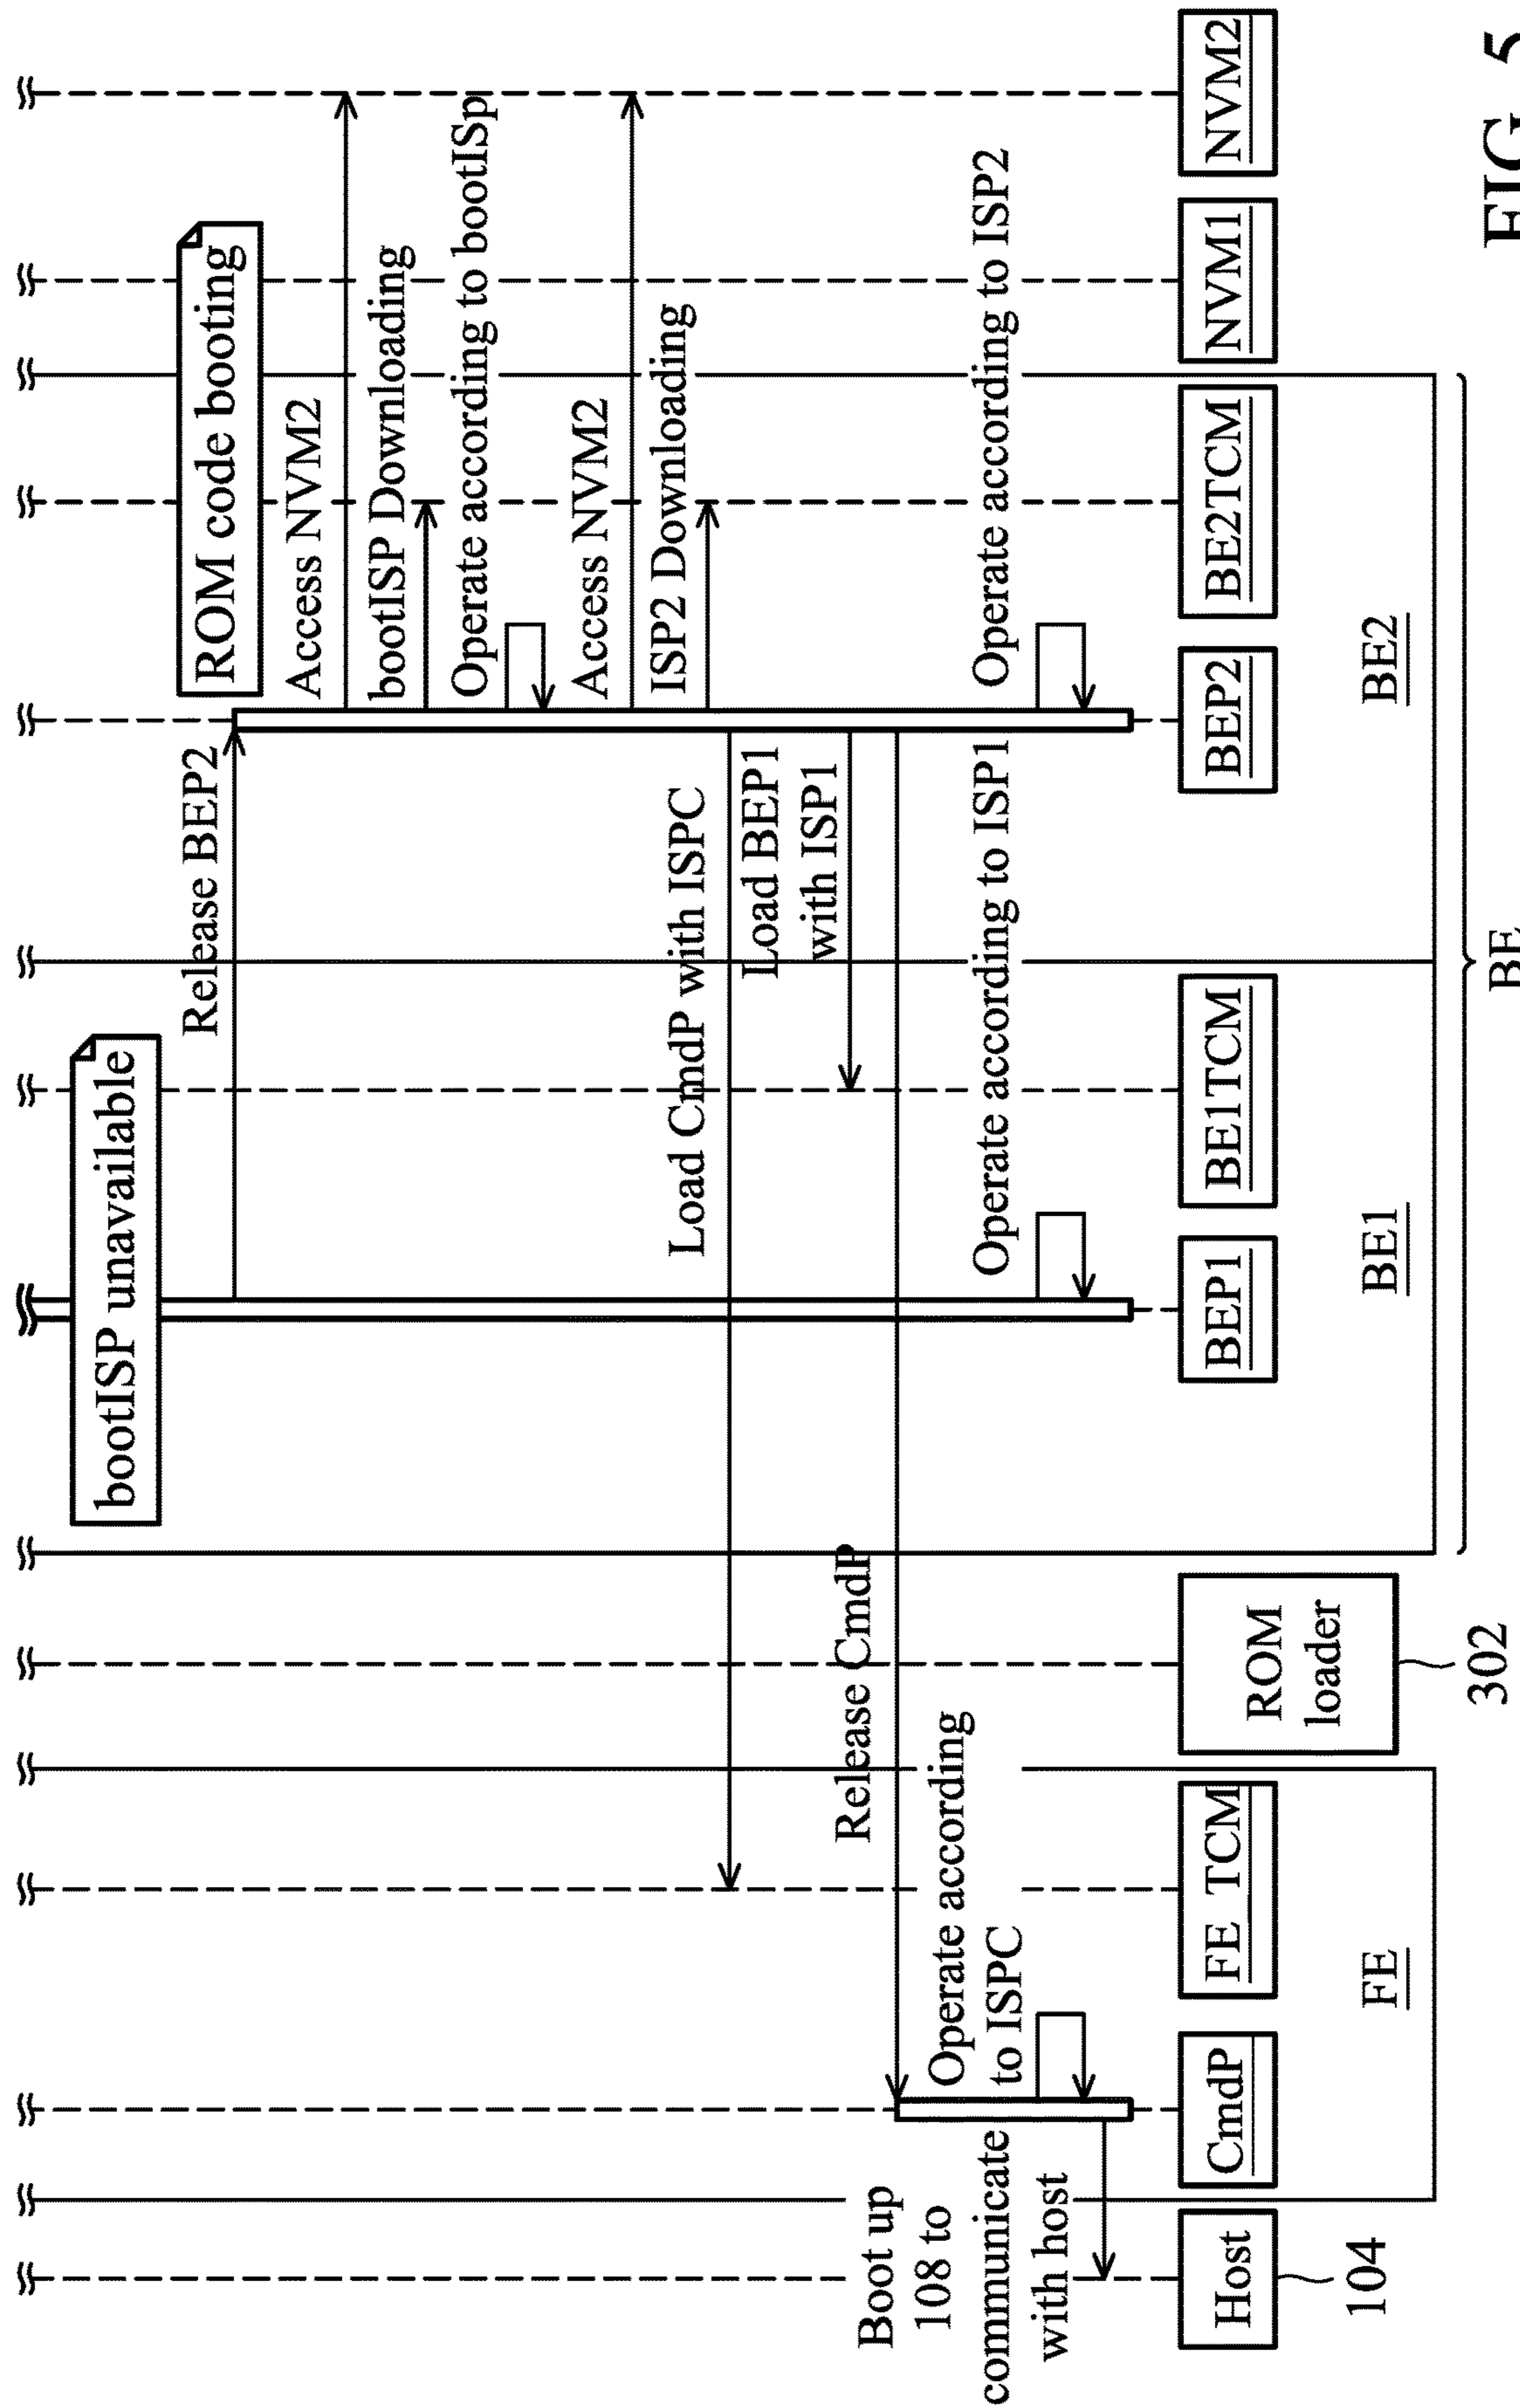 bootISP unavailable
ROM code booting
Release BEP2
Access NVM2
bootISP Downloading
Operate according to bootISp
Access NVM2
ISP2 Downloading
Load CmdP with ISPC
Load BEP1
with ISP1
Release CmdP
Operate according
to ISPC
Operate according to ISP1
Operate according to ISP2
Boot up
108 to
communicate
with host
Host
CmdP
FE TCM
ROM
loader
BEP1
BE1TCM
BEP2
BE2TCM
NVM1
NVM2
104
FE
302
BE1
BE2
BE
FIG. 5